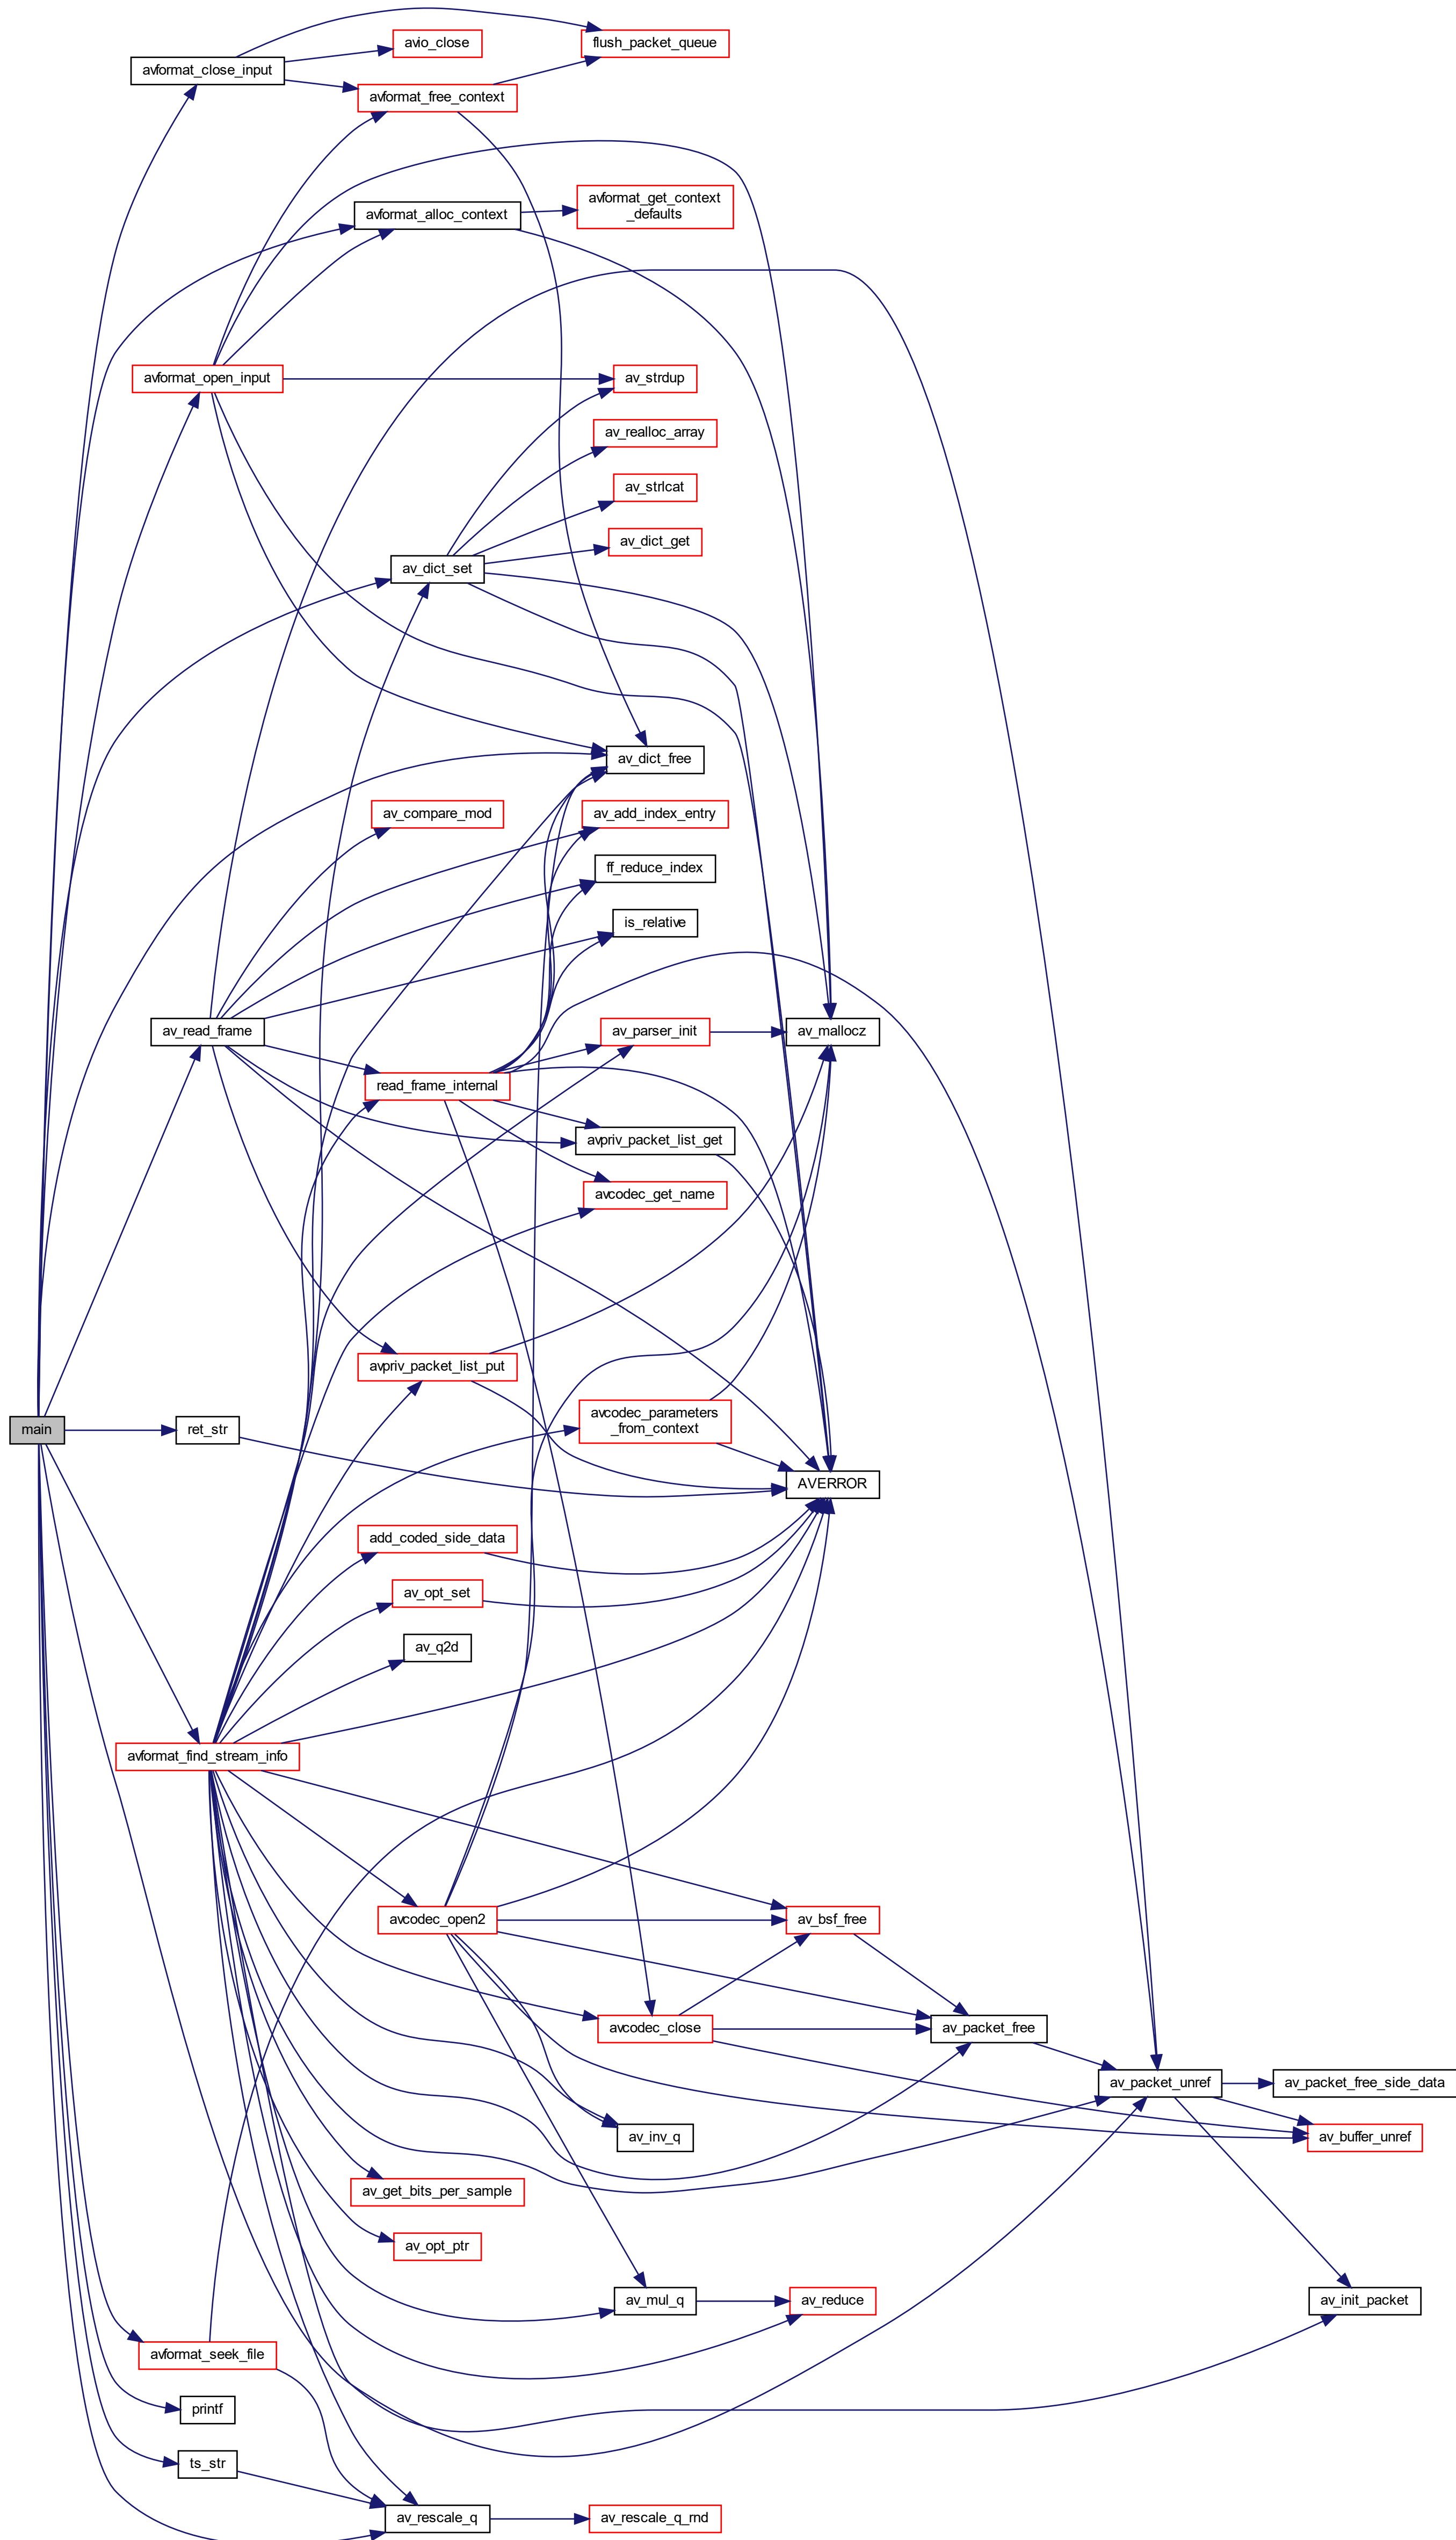 flush_packet_queue
avio_close
avformat_close_input
avformat_free_context
avformat_get_context
_defaults
avformat_alloc_context
avformat_open_input
av_strdup
av_realloc_array
av_strlcat
av_dict_get
av_dict_set
av_dict_free
av_compare_mod
av_add_index_entry
ff_reduce_index
is_relative
av_read_frame
av_parser_init
av_mallocz
read_frame_internal
avpriv_packet_list_get
avcodec_get_name
avpriv_packet_list_put
avcodec_parameters
_from_context
main
ret_str
AVERROR
add_coded_side_data
av_opt_set
av_q2d
avformat_find_stream_info
avcodec_open2
av_bsf_free
avcodec_close
av_packet_free
av_packet_unref
av_packet_free_side_data
av_inv_q
av_buffer_unref
av_get_bits_per_sample
av_opt_ptr
av_mul_q
av_reduce
av_init_packet
avformat_seek_file
printf
ts_str
av_rescale_q
av_rescale_q_rnd